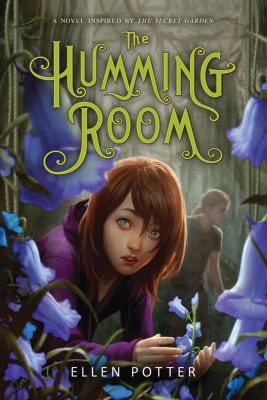 A NOVEL INSPIRED BY THE SECRET GARDEN
The
HUMMING
ROOM
ELLEN POTTER